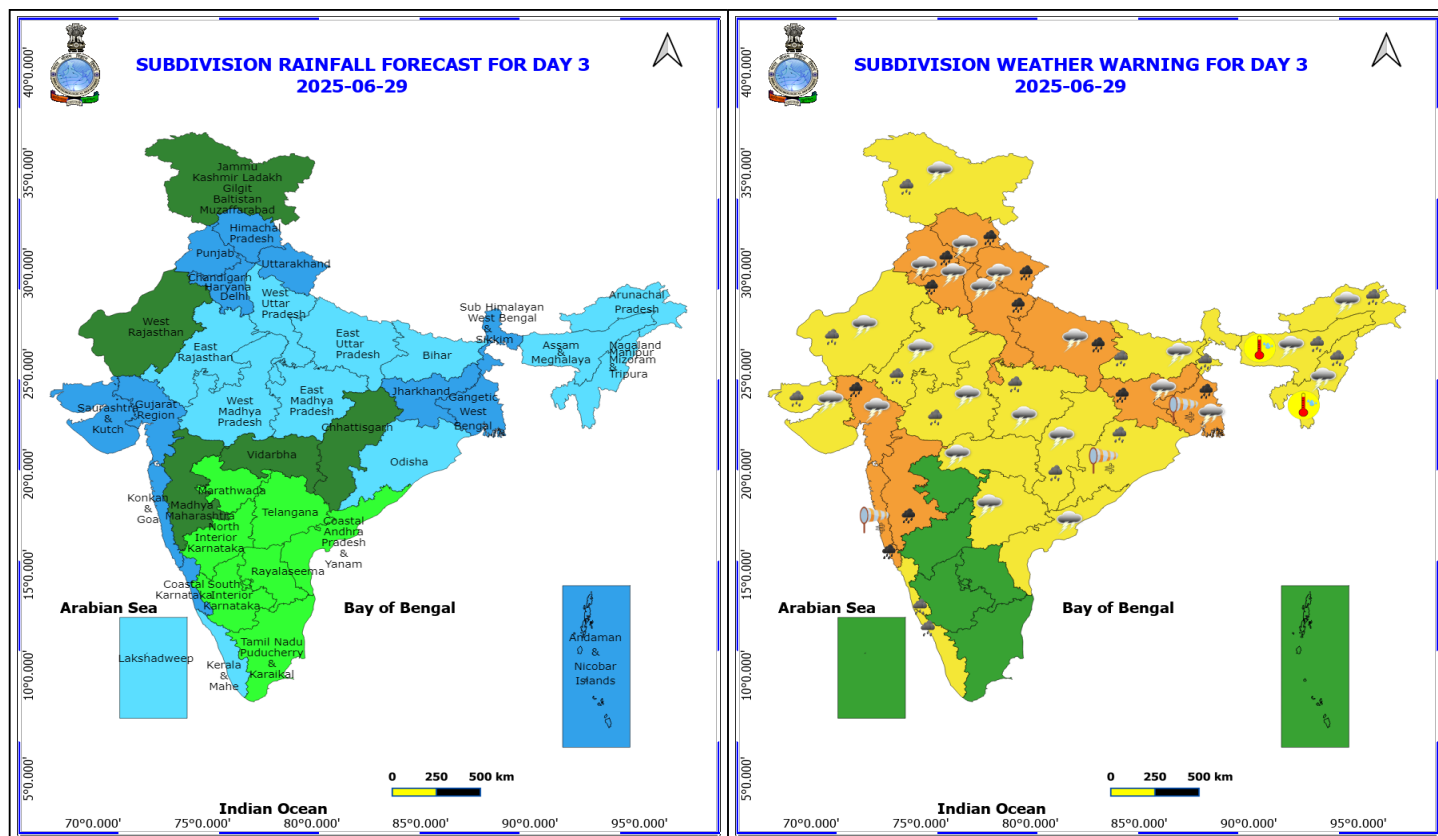 SUBDIVISION RAINFALL FORECAST FOR DAY 3
2025-06-29
40°0.000'
35°0.000'
30°0.000'
25°0.000'
20°0.000'
15°0.000'
10°0.000'
5°0.000'
Jammu
Kashmir Ladakh
Gilgit
Baltistan
Muzaffarabad
Himachal
Pradesh
Punjab
Uttarakhand
Chandigarh
Haryana
Delhi
West
Uttar
Pradesh
West
Rajasthan
East
Rajasthan
East
Uttar
Pradesh
Bihar
Sub Himalayan
West Bengal
&
Sikkim
Arunachal
Pradesh
Assam
&
Meghalaya
Nagaland
Manipur
Mizoram
&
Tripura
Saurashtra
&
Kutch
Gujarat
Region
West
Madhya
Pradesh
East
Madhya
Pradesh
Jharkhand
Gangetic
West
Bengal
Chhattisgarh
Odisha
Vidarbha
Konkan
&
Goa
Madhya
Maharashtra
Marathwada
Telangana
North
Interior
Karnataka
Coastal
Andhra
Pradesh
&
Yanam
Rayalaseema
Coastal
Karnataka
South
Interior
Karnataka
Tamil Nadu
Puducherry
&
Karaikal
Kerala
&
Mahe
Lakshadweep
Andaman
&
Nicobar
Islands
Arabian Sea
Bay of Bengal
0 250 500 km
Indian Ocean
70°0.000' 75°0.000' 80°0.000' 85°0.000' 90°0.000' 95°0.000'
SUBDIVISION WEATHER WARNING FOR DAY 3
2025-06-29
40°0.000'
35°0.000'
30°0.000'
25°0.000'
20°0.000'
15°0.000'
10°0.000'
5°0.000'
Arabian Sea
Bay of Bengal
0 250 500 km
Indian Ocean
70°0.000' 75°0.000' 80°0.000' 85°0.000' 90°0.000' 95°0.000'